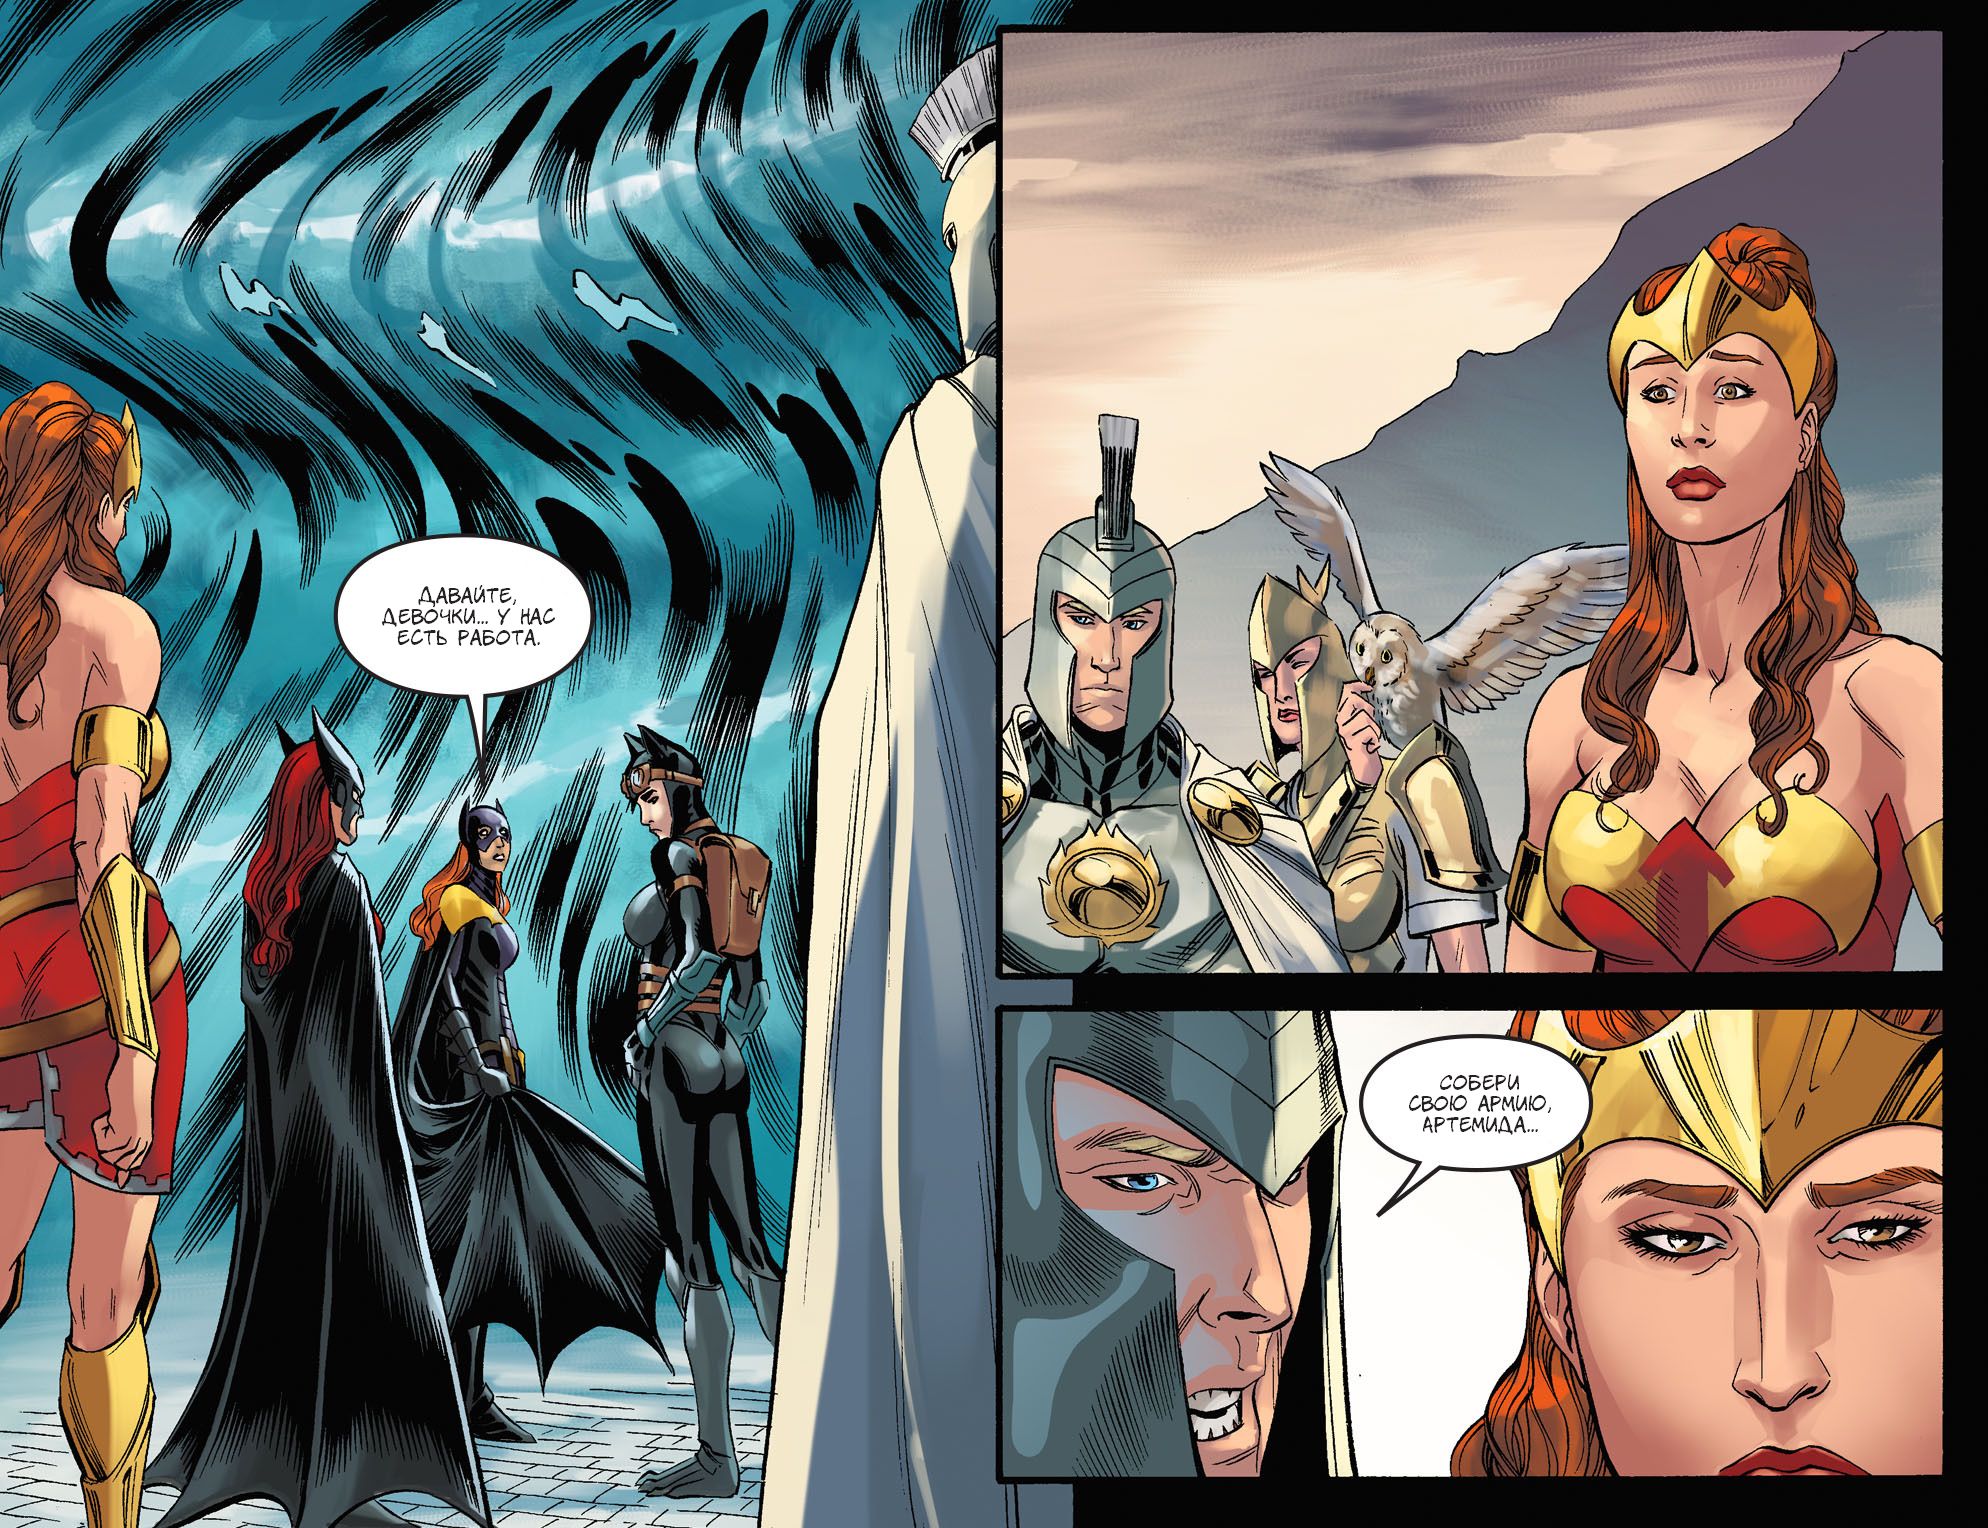 ДАВАЙТЕ,
ДЕВОЧКИ... У НАС
ЕСТЬ РАБОТА.
СОБЕРИ
СВОЮ АРМИЮ,
АРТЕМИДА...